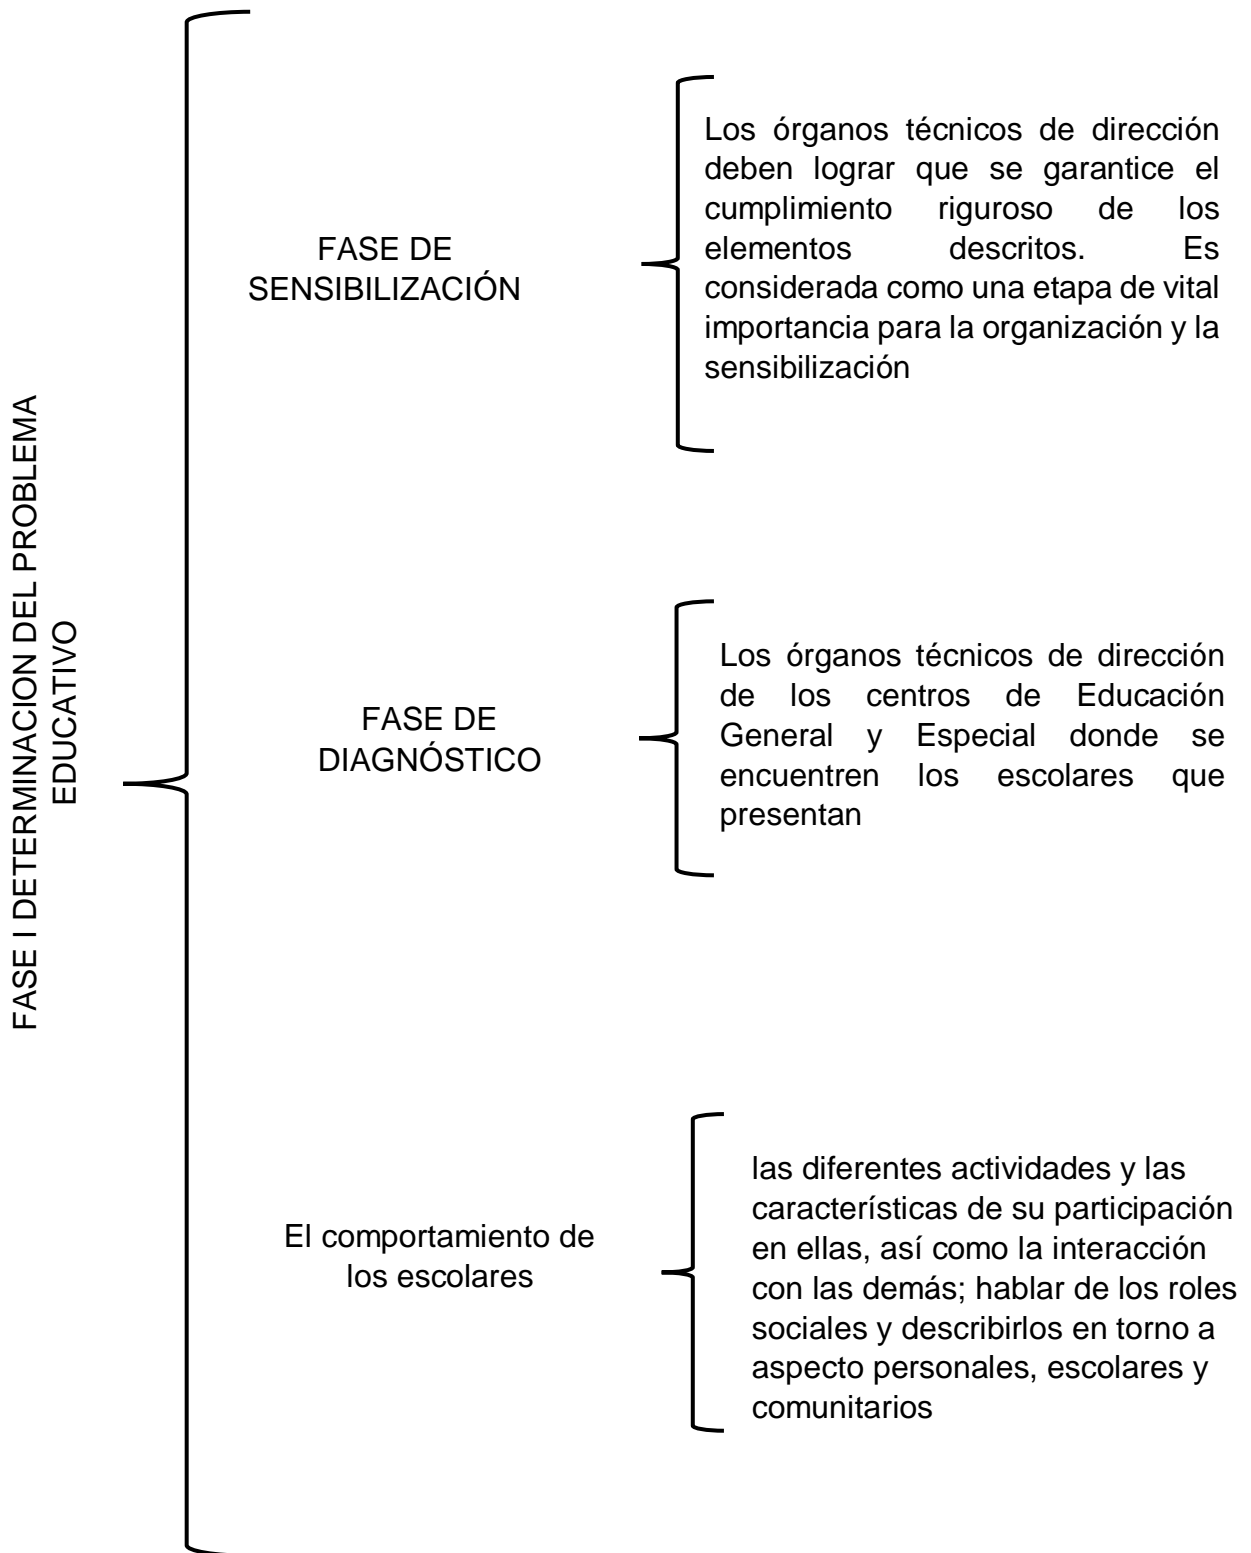 FASE I DETERMINACION DEL PROBLEMA
EDUCATIVO
FASE DE
SENSIBILIZACIÓN
Los órganos técnicos de dirección
deben lograr que se garantice el
cumplimiento riguroso de los
elementos descritos. Es
considerada como una etapa de vital
importancia para la organización y la
sensibilización
FASE DE
DIAGNÓSTICO
Los órganos técnicos de dirección
de los centros de Educación
General y Especial donde se
encuentren los escolares que
presentan
El comportamiento de
los escolares
las diferentes actividades y las
características de su participación
en ellas, así como la interacción
con las demás; hablar de los roles
sociales y describirlos en torno a
aspecto personales, escolares y
comunitarios